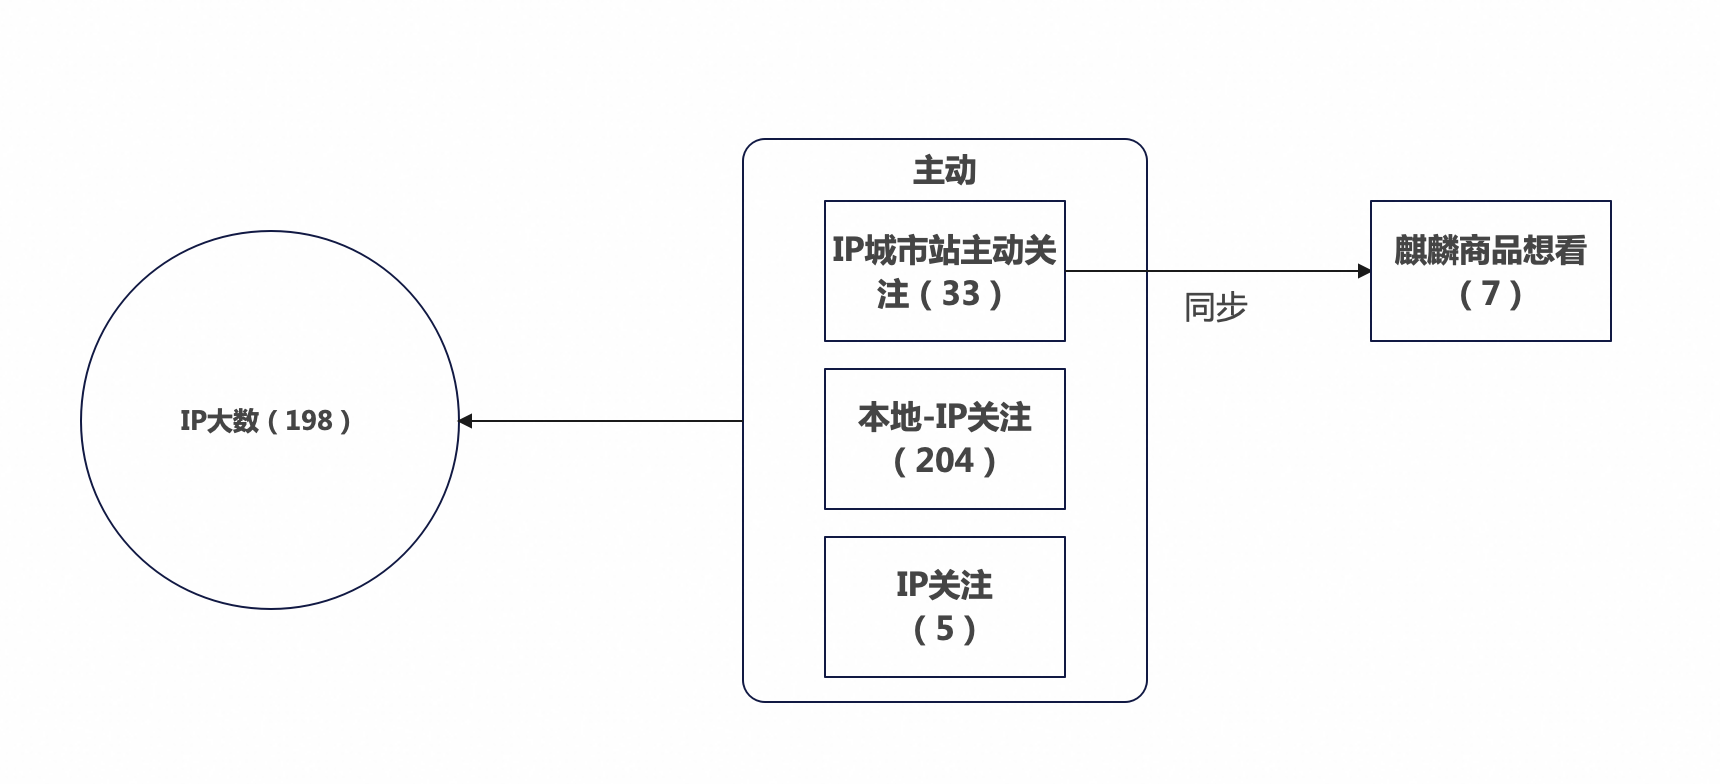 主动
IP城市站主动关
注（33）
麒麟商品想看
（7）
同步
IP大数（198）
本地-IP关注
（204）
IP关注
（5）